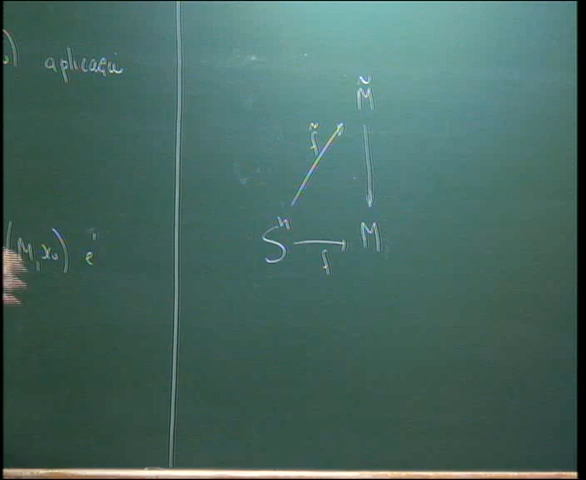 ) aplicação
(M, x₀) é
M̃
f̃
Sⁿ → M
f